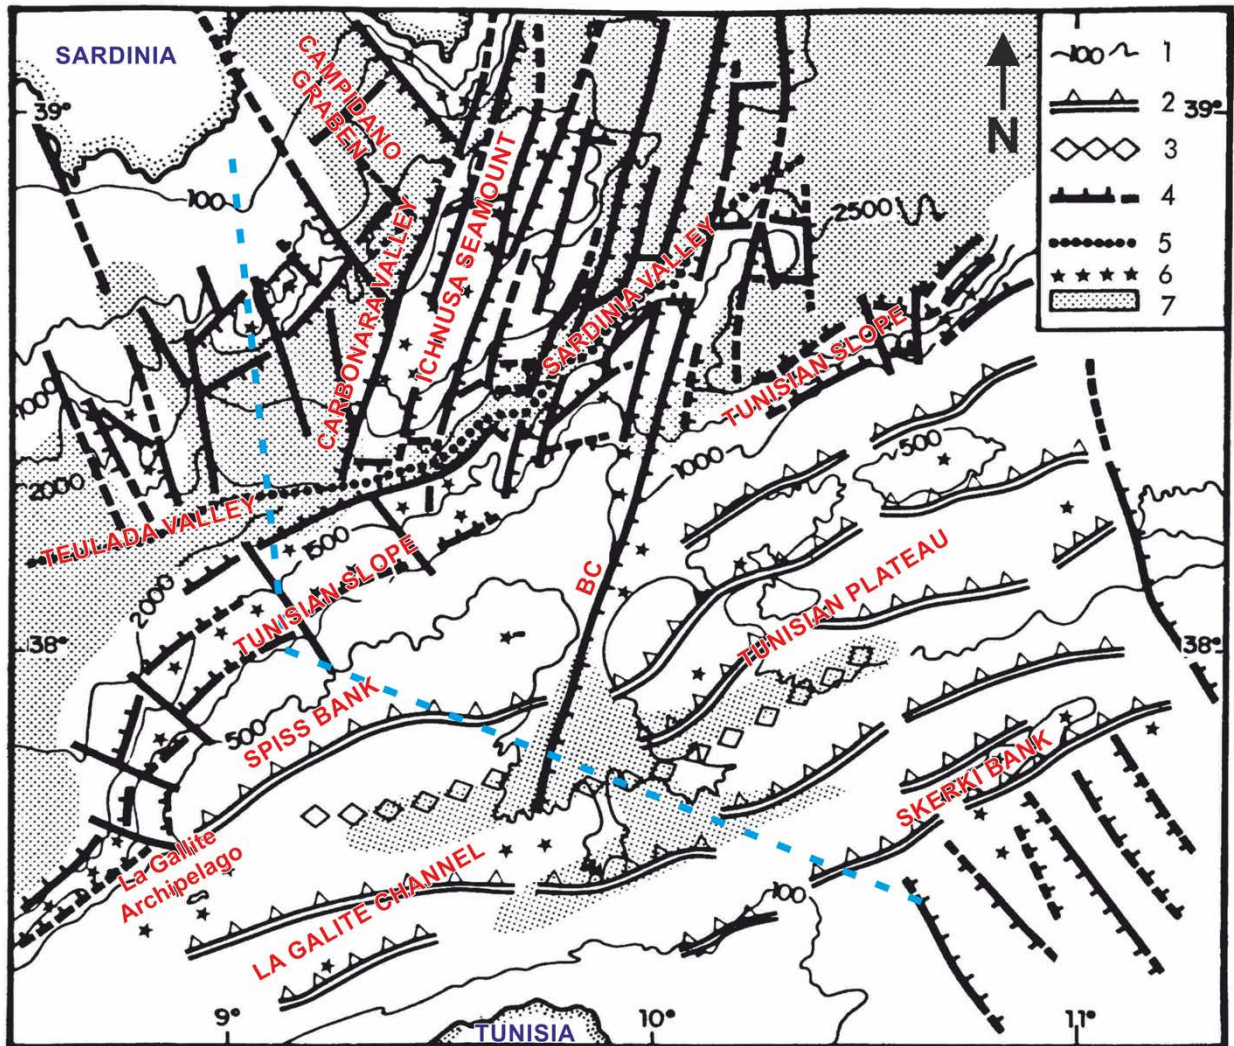 SARDINIA
CAMPIDANO
GRABEN
N
100 1
2
3
4
5
6
7
39°
39°
100
2500
CARBONARA VALLEY
ICHNUSA SEAMOUNT
SARDINIA VALLEY
TUNISIAN SLOPE
100
2000
1000
500
TEULADA VALLEY
1500
2000
TUNISIAN SLOPE
BC
TUNISIAN PLATEAU
38°
38°
500
SPISS BANK
SKERKI BANK
La Gallite
Archipelago
LA GALITE CHANNEL
100
9°
10°
11°
TUNISIA